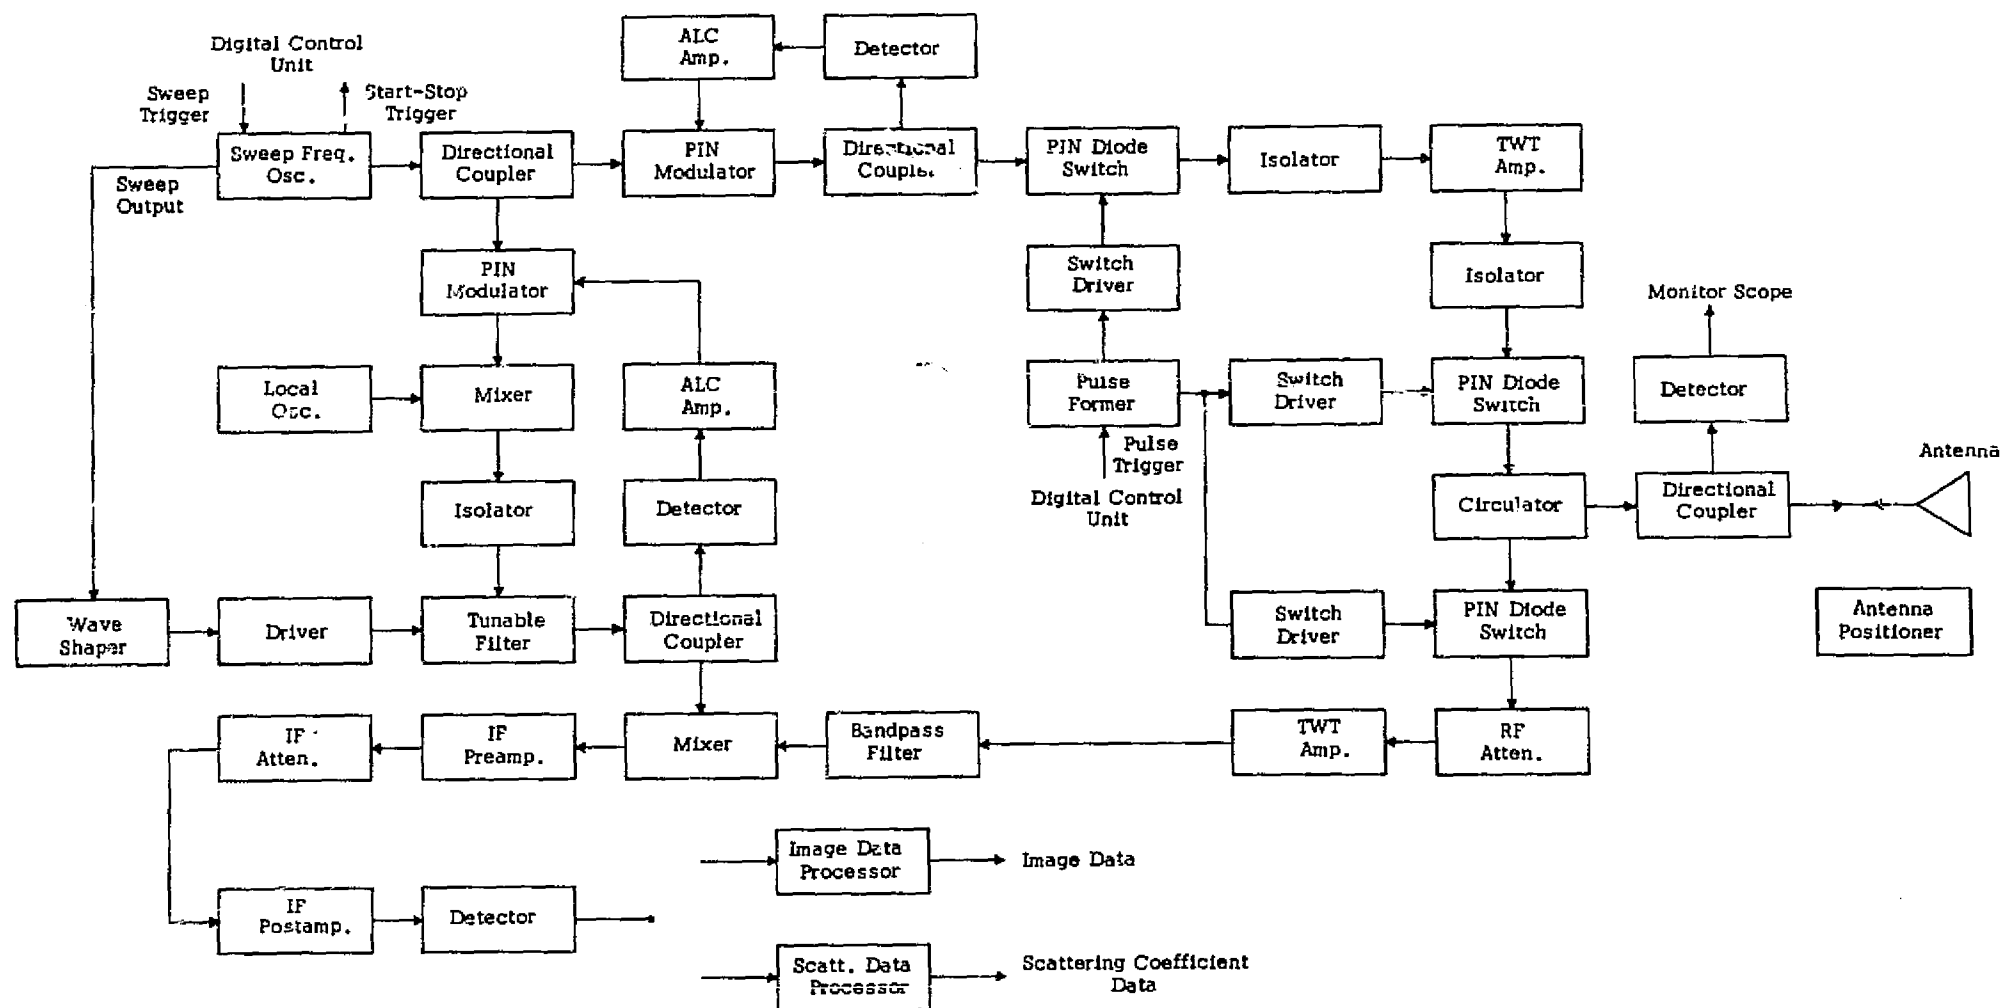 ALC
Amp.
Detector
Digital Control
Unit
Sweep
Trigger
Start-Stop
Trigger
Sweep Freq.
Osc.
Directional
Coupler
PIN
Modulator
Directional
Coupler
PIN Diode
Switch
Isolator
TWT
Amp.
Sweep
Output
PIN
Modulator
Switch
Driver
Isolator
Monitor Scope
Local
Osc.
Mixer
ALC
Amp.
Pulse
Former
Switch
Driver
PIN Diode
Switch
Detector
Pulse
Trigger
Digital Control
Unit
Antenna
Isolator
Detector
Circulator
Directional
Coupler
Wave
Shaper
Driver
Tunable
Filter
Directional
Coupler
Switch
Driver
PIN Diode
Switch
Antenna
Positioner
IF
Atten.
IF
Preamp.
Mixer
Bandpass
Filter
TWT
Amp.
RF
Atten.
Image Data
Processor
Image Data
IF
Postamp.
Detector
Scatt. Data
Processor
Scattering Coefficient
Data